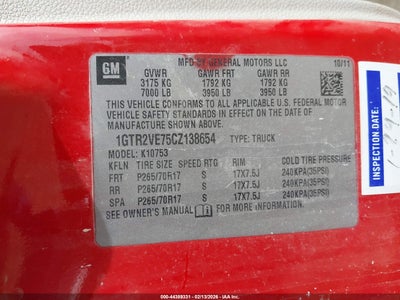 GM
MFD BY GENERAL MOTORS LLC
10/11
GVWR GAWR FRT GAWR RR
3175 KG 1792 KG 1792 KG
7000 LB 3950 LB 3950 LB
THIS VEHICLE CONFORMS TO ALL APPLICABLE U.S. FEDERAL MOTOR
VEHICLE SAFETY STANDARDS IN
EFFECT ON THE DATE OF MANUFACTURE
SHOWN ABOVE.
1GTR2VE75CZ138654 TYPE: TRUCK
MODEL: K10753
KFLN TIRE SIZE SPEED RTG RIM COLD TIRE PRESSURE
FRT P265/70R17 S 17X7.5J 240KPA(35PSI)
RR P265/70R17 S 17X7.5J 240KPA(35PSI)
SPA P265/70R17 S 17X7.5J 240KPA(35PSI)
SEE OWNER'S MANUAL FOR MORE INFORMATION
INSPECTION DATE:
000-44389331 - 02/13/2026 - IAA